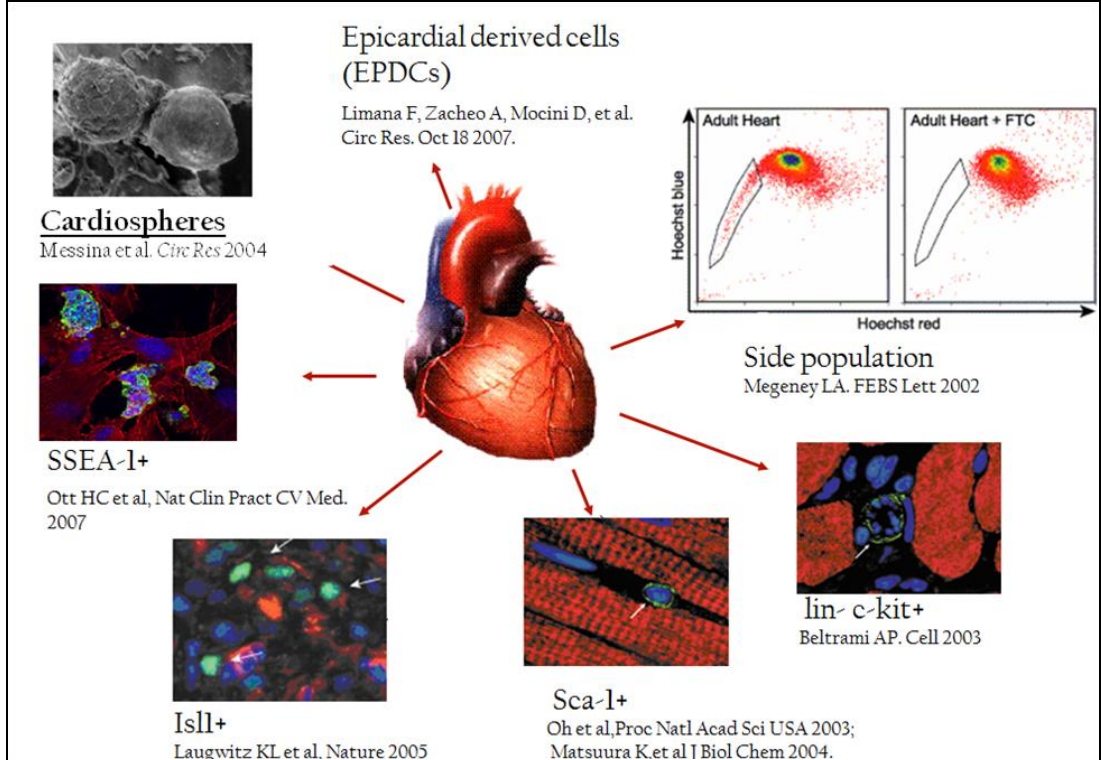 Epicardial derived cells
(EPDCs)
Limana F, Zacheo A, Mocini D, et al.
Circ Res. Oct 18 2007.
Cardiospheres
Messina et al. Circ Res 2004
Adult Heart
Adult Heart + FTC
Hoechst blue
Hoechst red
Side population
Megeney LA. FEBS Lett 2002
SSEA-1+
Ott HC et al, Nat Clin Pract CV Med.
2007
lin- c-kit+
Beltrami AP. Cell 2003
Isl1+
Laugwitz KL et al, Nature 2005
Sca-1+
Oh et al,Proc Natl Acad Sci USA 2003;
Matsuura K,et al J Biol Chem 2004.